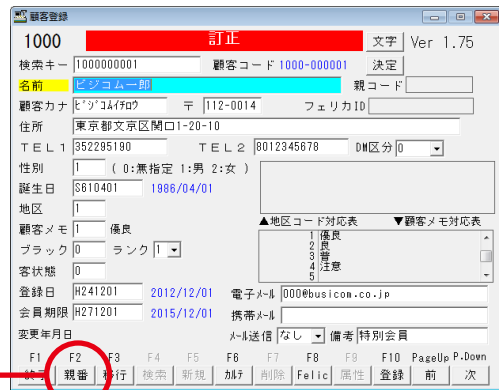 顧客登録
1000 訂正 文字 Ver 1.75
検索キー 1000000001 顧客コード 1000-000001 決定
名前 ビジコム一郎 親コード
顧客カナ ﾋﾞｼﾞｺﾑｲﾁﾛｳ 〒 112-0014 フェリカID
住所 東京都文京区関口1-20-10
TEL1 352295190 TEL2 8012345678 DM区分 0
性別 1 ( 0:無指定 1:男 2:女 )
誕生日 S610401 1986/04/01
地区 1
▲地区コード対応表 ▼顧客メモ対応表
顧客メモ 1 優良
1 優良
2 良
3 普
4 注意
5
ブラック 0 ランク 1
客状態 0
登録日 H241201 2012/12/01 電子ﾒｰﾙ 000@busicom.co.jp
会員期限 H271201 2015/12/01 携帯ﾒｰﾙ
変更年月日 ﾒｰﾙ送信 なし 備考 特別会員
F1 F2 F3 F4 F5 F6 F7 F8 F9 F10 PageUp P.Down
終了 親番 移行 検索 新規 ｶﾙﾃ 削除 Felic 属性 登録 前 次